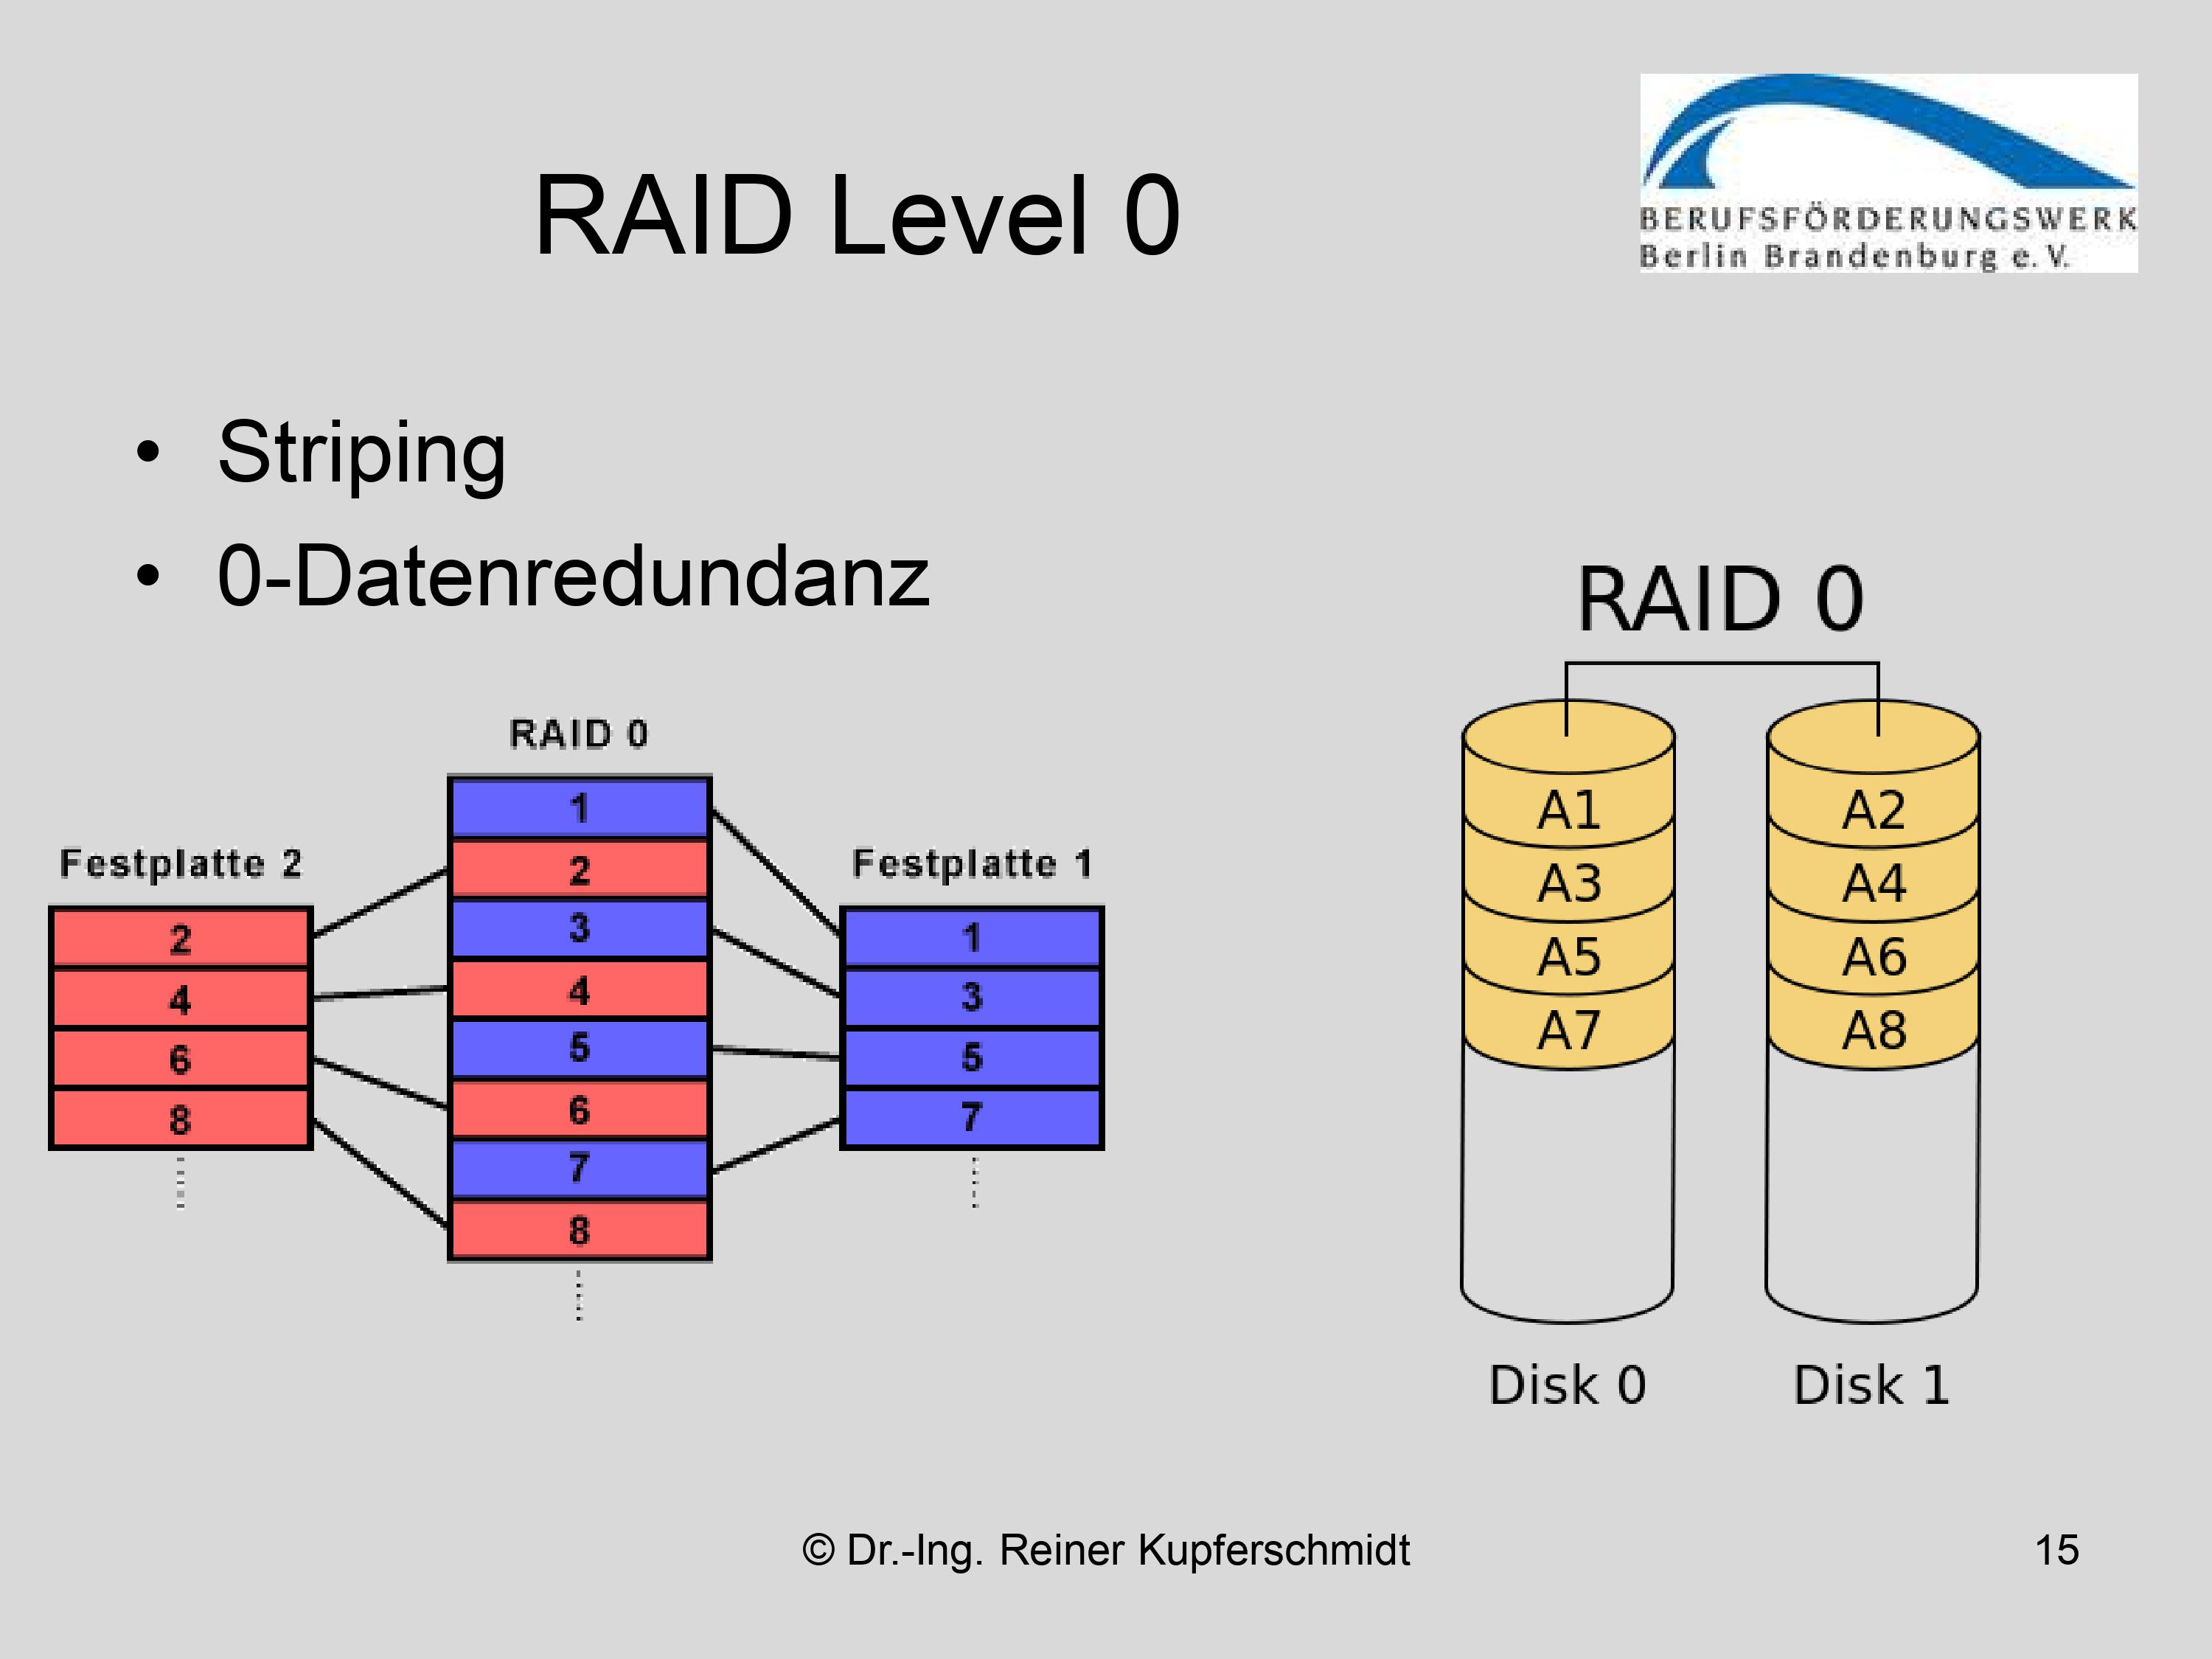 RAID Level 0
BERUFSFÖRDERUNGSWERK
Berlin Brandenburg e.V.
• Striping
• 0-Datenredundanz
RAID 0
Festplatte 2
2
4
6
8
1
2
3
4
5
6
7
8
Festplatte 1
1
3
5
7
RAID 0
A1
A3
A5
A7
Disk 0
A2
A4
A6
A8
Disk 1
© Dr.-Ing. Reiner Kupferschmidt
15